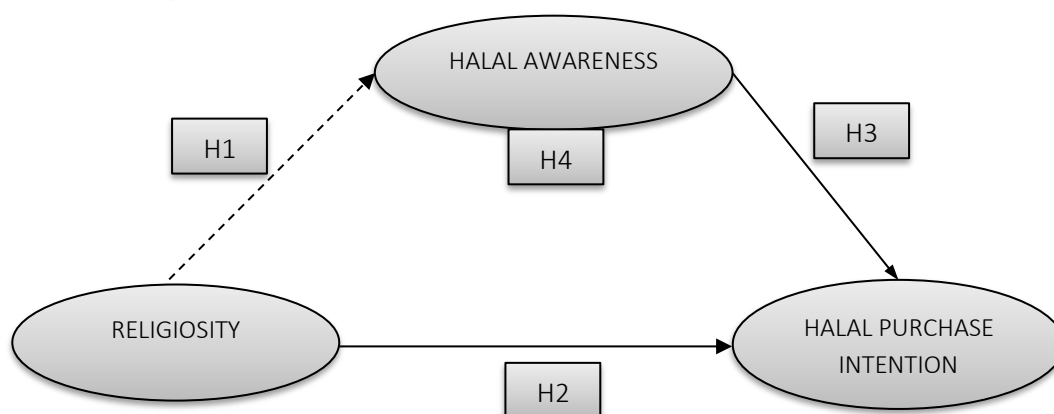 HALAL AWARENESS
H1
H3
H4
RELIGIOSITY
HALAL PURCHASE
INTENTION
H2